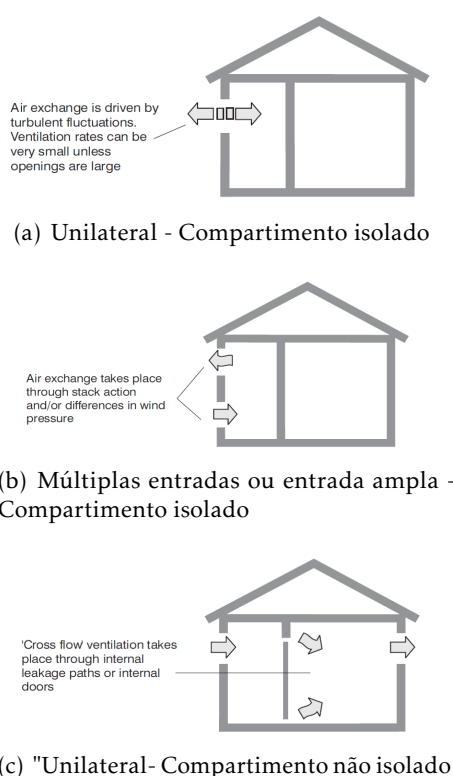 Air exchange is driven by
turbulent fluctuations.
Ventilation rates can be
very small unless
openings are large
(a) Unilateral - Compartimento isolado
Air exchange takes place
through stack action
and/or differences in wind
pressure
(b) Múltiplas entradas ou entrada ampla -
Compartimento isolado
'Cross flow' ventilation takes
place through internal
leakage paths or internal
doors
(c) "Unilateral- Compartimento não isolado